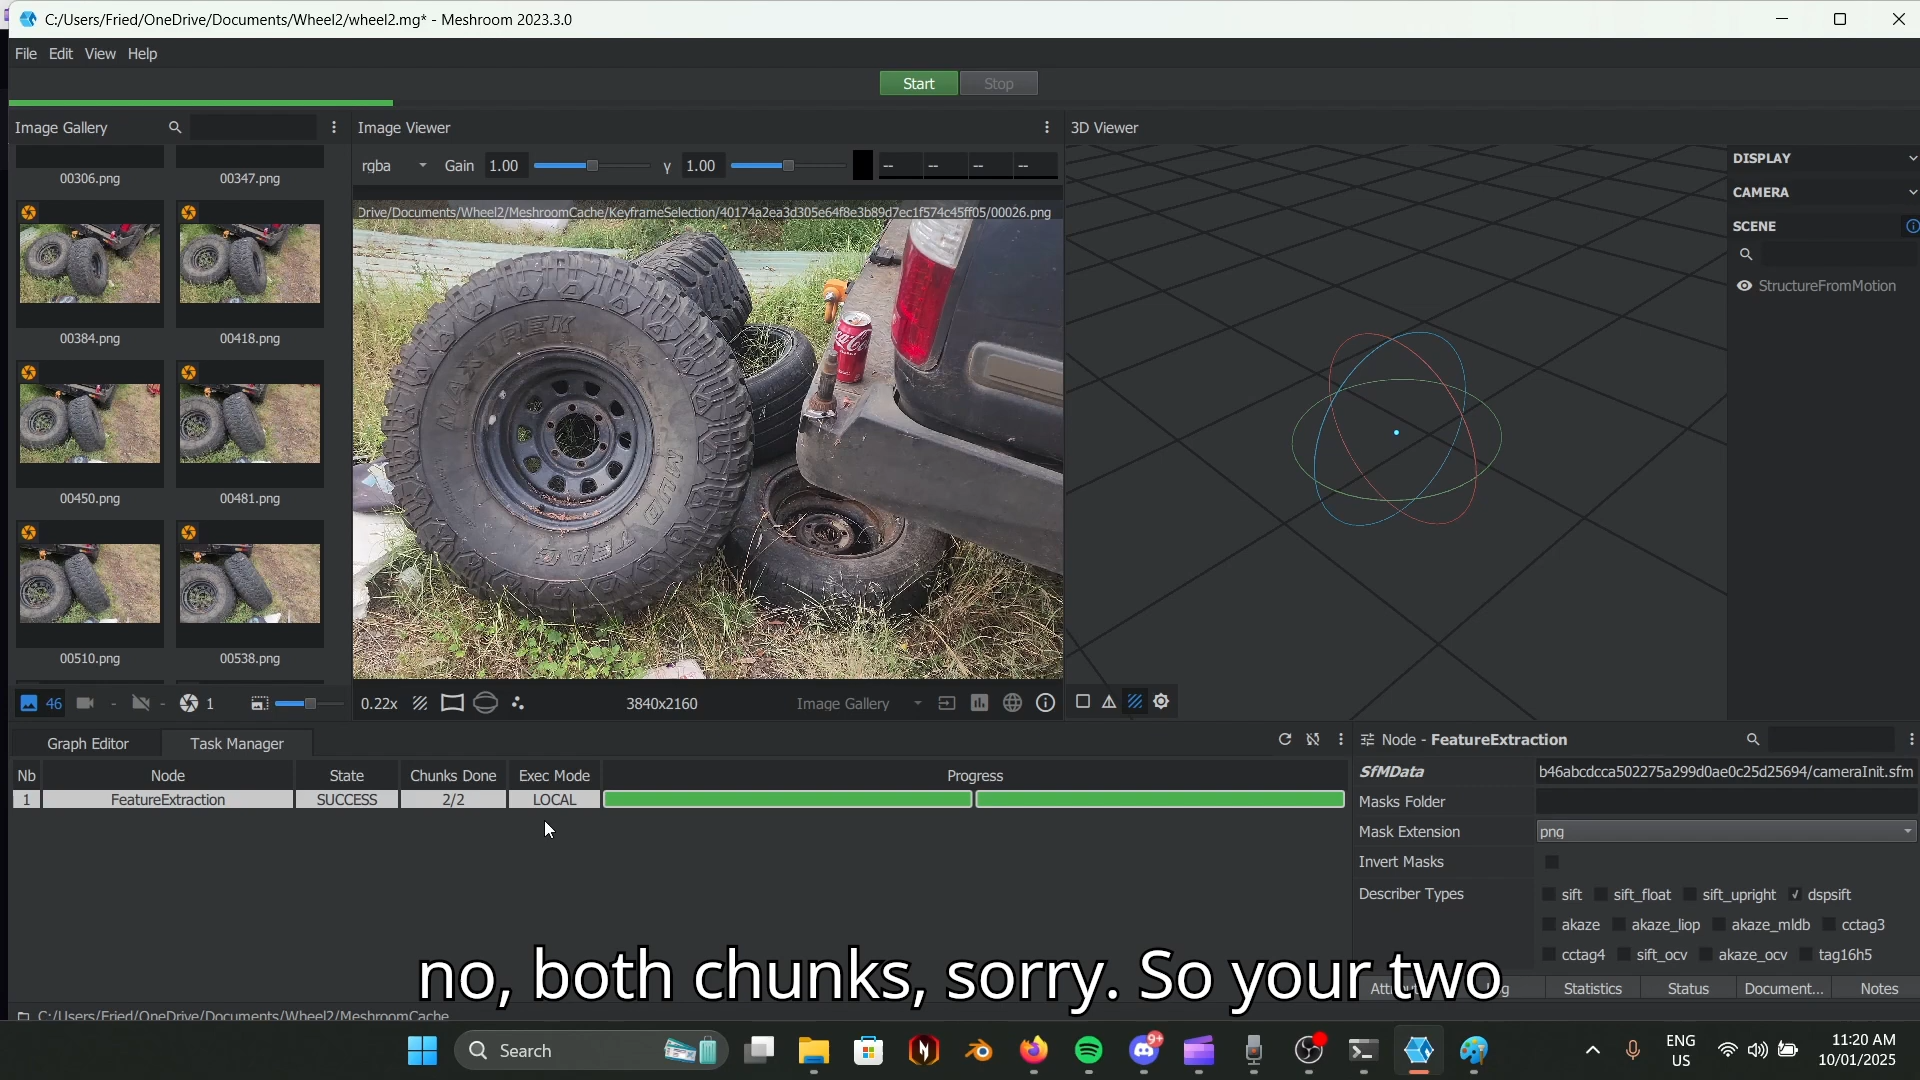 C:/Users/Fried/OneDrive/Documents/Wheel2/wheel2.mg* - Meshroom 2023.3.0
File Edit View Help
Start Stop
Image Gallery
Image Viewer
3D Viewer
rgba Gain 1.00 γ 1.00 -- -- -- --
DISPLAY
CAMERA
SCENE
StructureFromMotion
00306.png 00347.png
00384.png 00418.png
00450.png 00481.png
00510.png 00538.png
Drive/Documents/Wheel2/MeshroomCache/KeyframeSelection/40174a2ea3d305e64f8e3b89d7ec1f574c45ff05/00026.png
MAXTREK
MUD TRAC
Coca-Cola
46 - - 1
0.22x 3840x2160 Image Gallery
Graph Editor Task Manager
Nb Node State Chunks Done Exec Mode Progress
1 FeatureExtraction SUCCESS 2/2 LOCAL
Node - FeatureExtraction
SfMData b46abcdcca502275a299d0ae0c25d25694/cameraInit.sfm
Masks Folder
Mask Extension png
Invert Masks
Describer Types sift sift_float sift_upright dspsift
akaze akaze_liop akaze_mldb cctag3
cctag4 sift_ocv akaze_ocv tag16h5
Statistics Status Document... Notes
no, both chunks, sorry. So your two
C:/Users/Fried/OneDrive/Documents/Wheel2/MeshroomCache
Search
9+
ENG
US
11:20 AM
10/01/2025